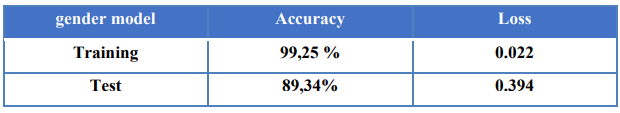 gender model Accuracy Loss
Training 99,25 % 0.022
Test 89,34% 0.394